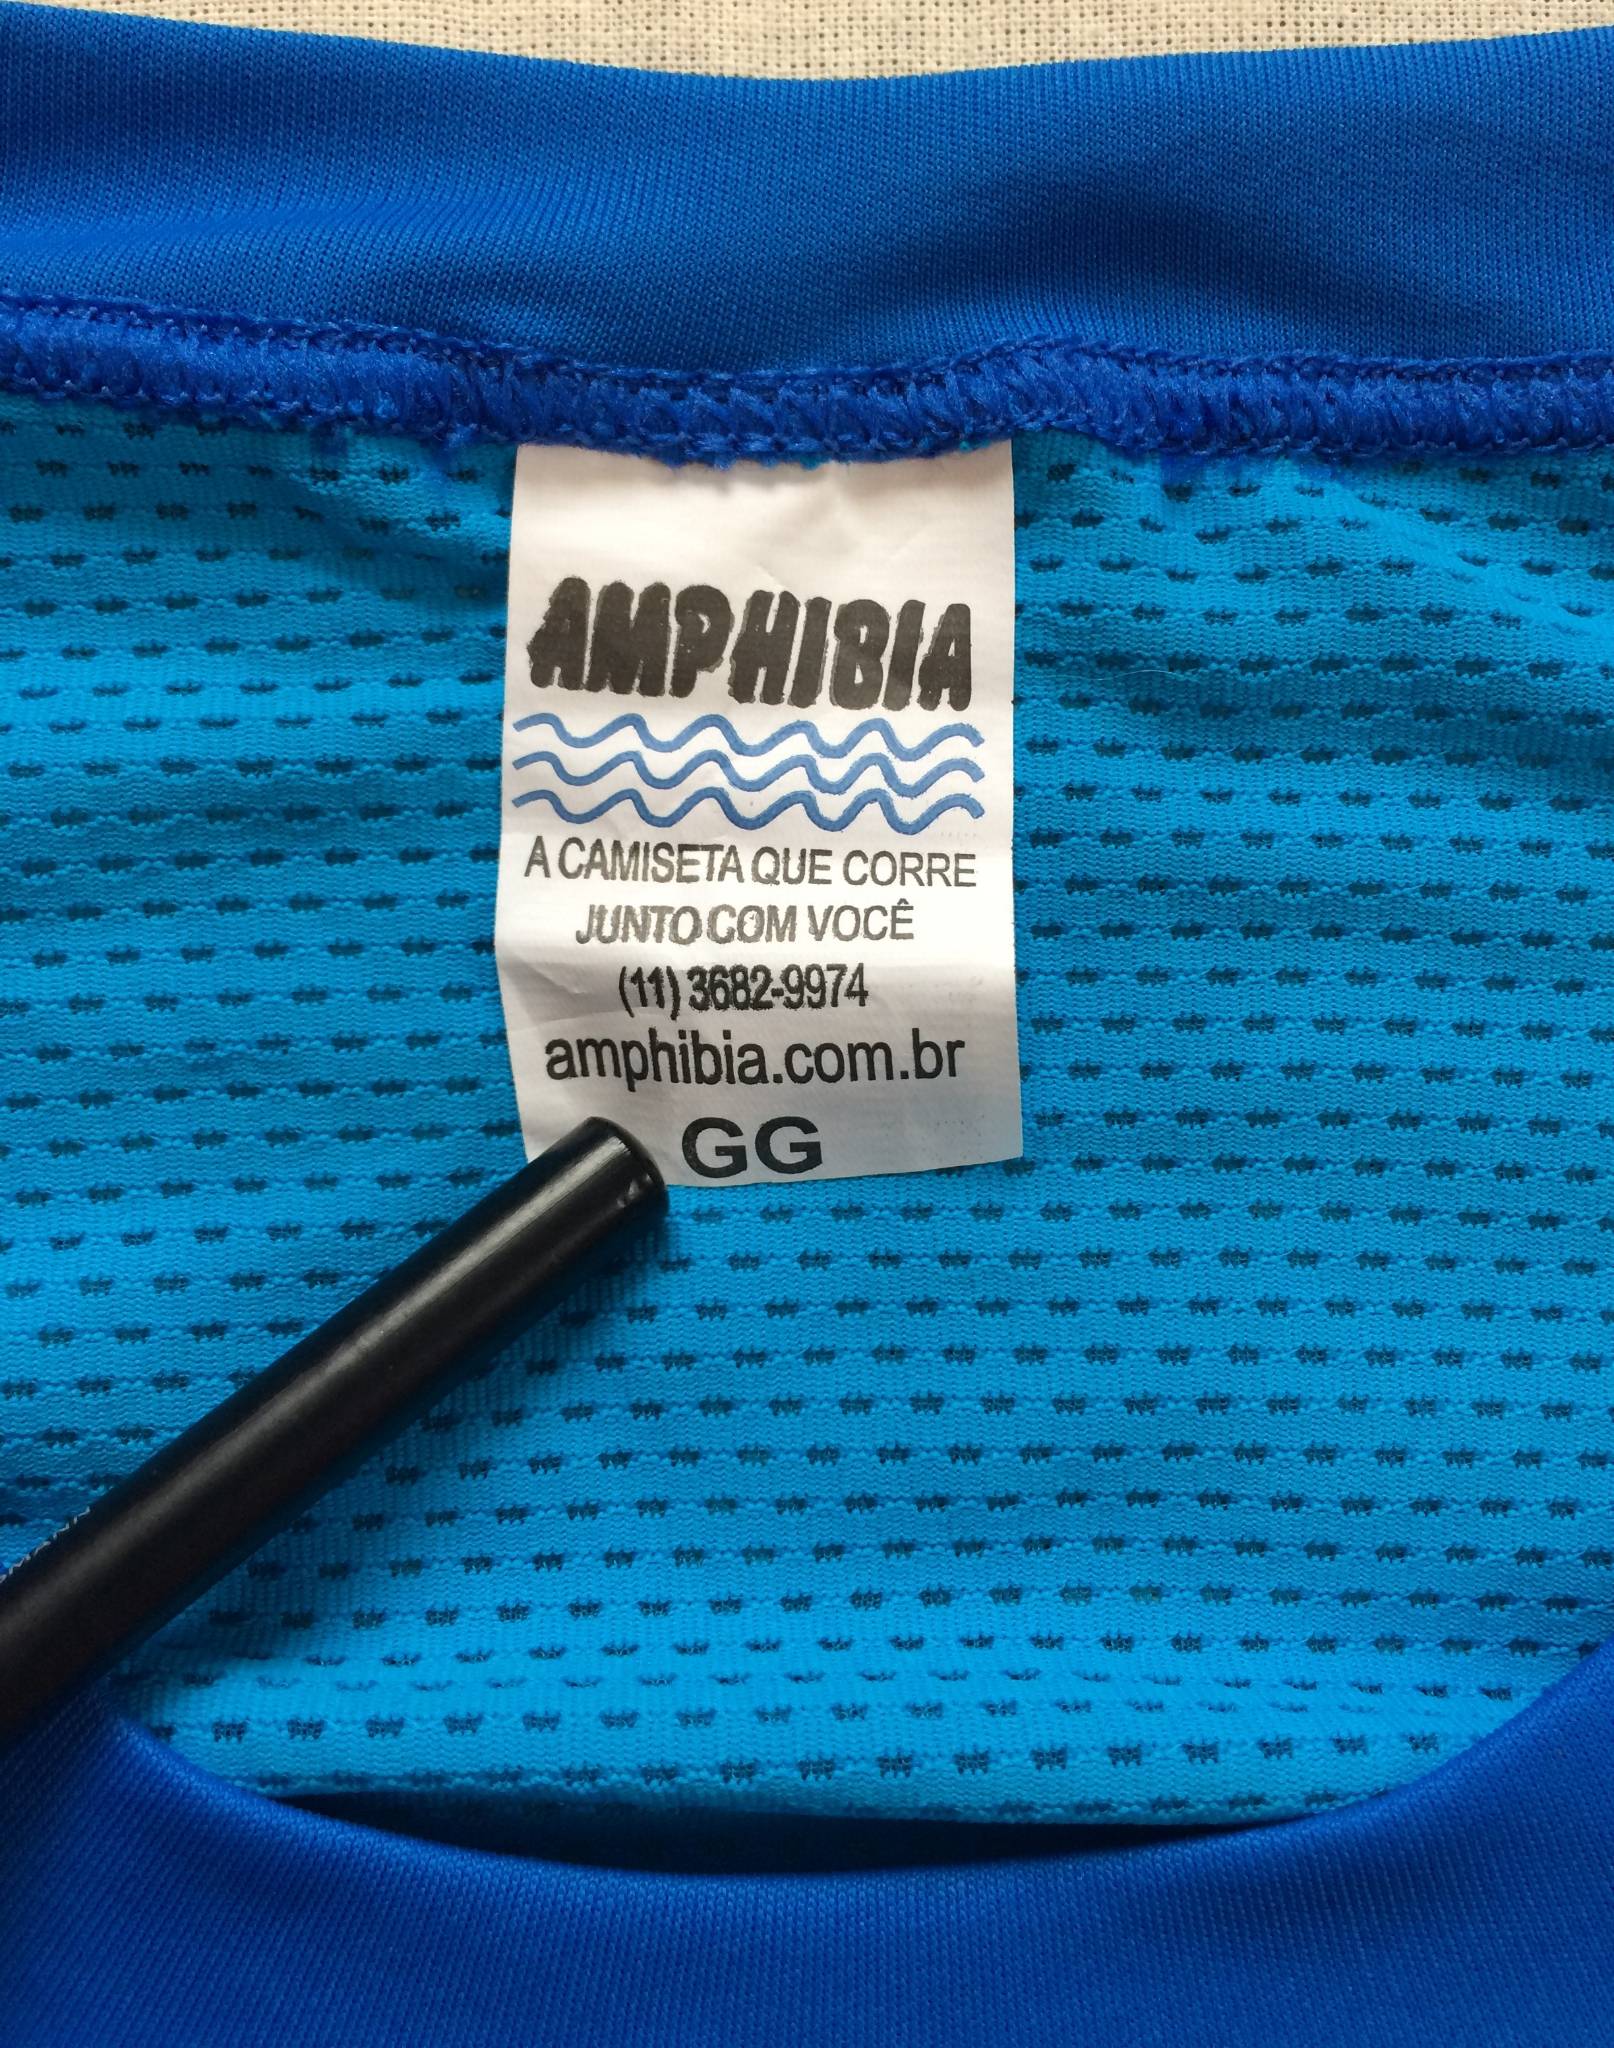 AMPHIBIA
A CAMISETA QUE CORRE
JUNTO COM VOCÊ
(11) 3682-9974
amphibia.com.br
GG